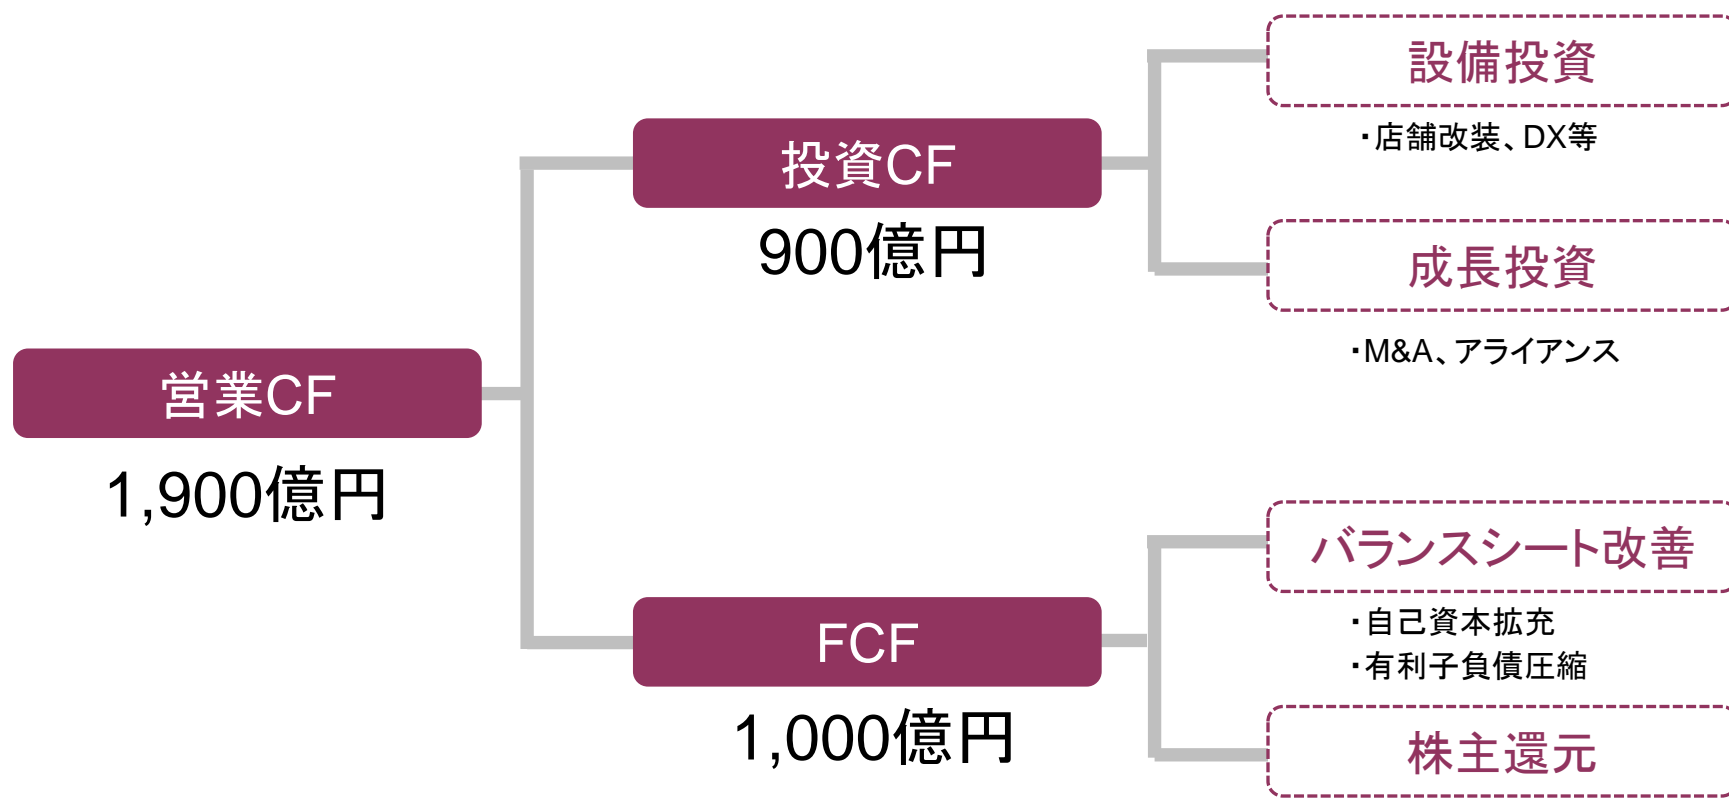 営業CF
1,900億円
投資CF
900億円
設備投資
・店舗改装、DX等
成長投資
・M&A、アライアンス
FCF
1,000億円
バランスシート改善
・自己資本拡充
・有利子負債圧縮
株主還元